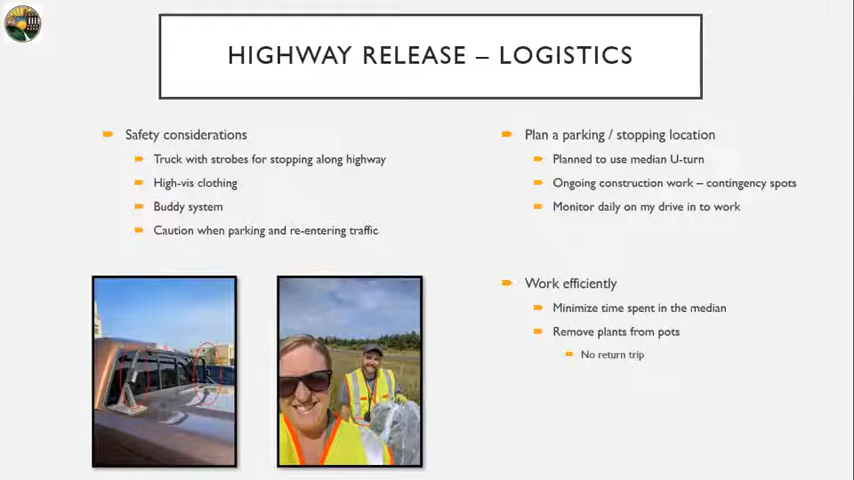 HIGHWAY RELEASE – LOGISTICS
Safety considerations
Truck with strobes for stopping along highway
High-vis clothing
Buddy system
Caution when parking and re-entering traffic
Plan a parking / stopping location
Planned to use median U-turn
Ongoing construction work – contingency spots
Monitor daily on my drive in to work
Work efficiently
Minimize time spent in the median
Remove plants from pots
No return trip